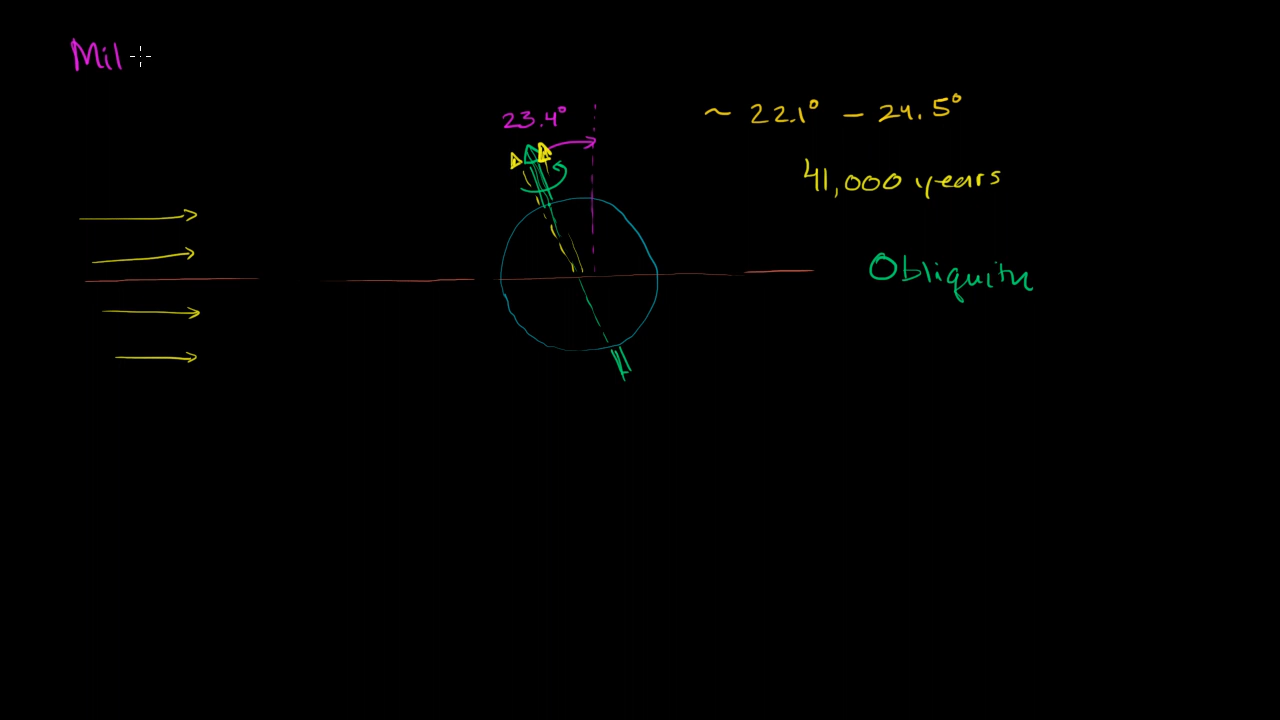 Mil
23.4°
~ 22.1° - 24.5°
41,000 years
Obliquity